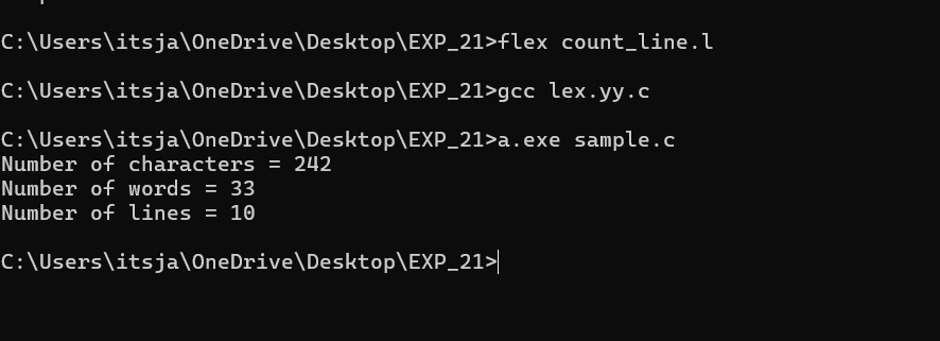 C:\Users\itsja\OneDrive\Desktop\EXP_21>flex count_line.l
C:\Users\itsja\OneDrive\Desktop\EXP_21>gcc lex.yy.c
C:\Users\itsja\OneDrive\Desktop\EXP_21>a.exe sample.c
Number of characters = 242
Number of words = 33
Number of lines = 10
C:\Users\itsja\OneDrive\Desktop\EXP_21>